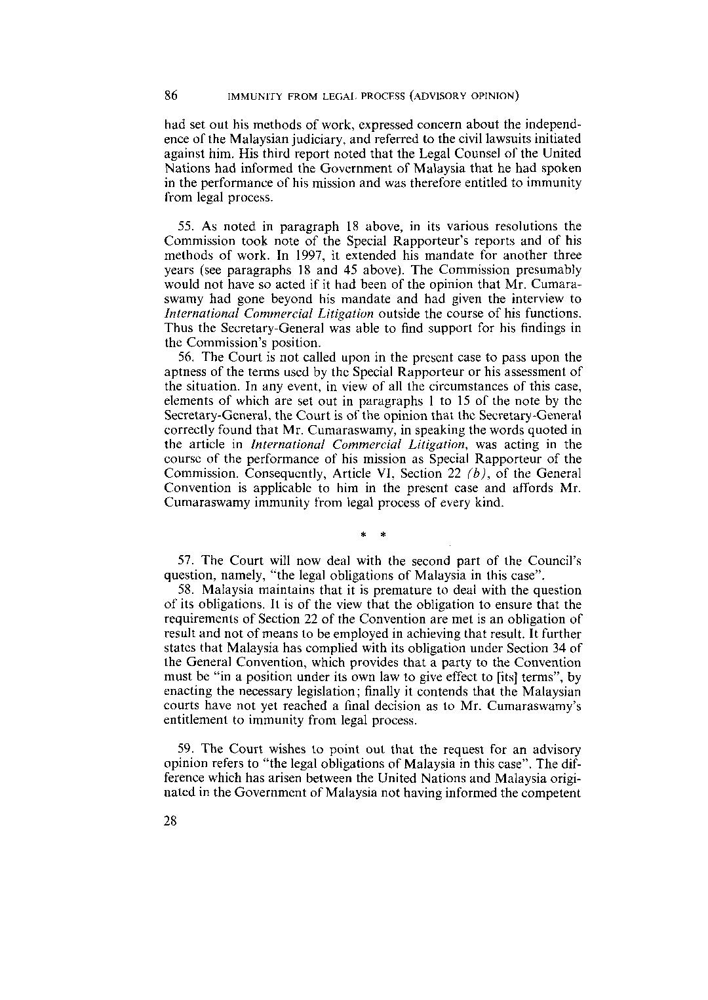 86 IMMUNITY FROM LEGAL PROCESS (ADVISORY OPINION)
had set out his methods of work, expressed concern about the independ-
ence of the Malaysian judiciary, and referred to the civil lawsuits initiated
against him. His third report noted that the Legal Counsel of the United
Nations had informed the Government of Malaysia that he had spoken
in the performance of his mission and was therefore entitled to immunity
from legal process.
55. As noted in paragraph 18 above, in its various resolutions the
Commission took note of the Special Rapporteur's reports and of his
methods of work. In 1997, it extended his mandate for another three
years (see paragraphs 18 and 45 above). The Commission presumably
would not have so acted if it had been of the opinion that Mr. Cumara-
swamy had gone beyond his mandate and had given the interview to
International Commercial Litigation outside the course of his functions.
Thus the Secretary-General was able to find support for his findings in
the Commission's position.
56. The Court is not called upon in the present case to pass upon the
aptness of the terms used by the Special Rapporteur or his assessment of
the situation. In any event, in view of all the circumstances of this case,
elements of which are set out in paragraphs 1 to 15 of the note by the
Secretary-General, the Court is of the opinion that the Secretary-General
correctly found that Mr. Cumaraswamy, in speaking the words quoted in
the article in International Commercial Litigation, was acting in the
course of the performance of his mission as Special Rapporteur of the
Commission. Consequently, Article VI, Section 22 (b), of the General
Convention is applicable to him in the present case and affords Mr.
Cumaraswamy immunity from legal process of every kind.
* *
57. The Court will now deal with the second part of the Council's
question, namely, "the legal obligations of Malaysia in this case".
58. Malaysia maintains that it is premature to deal with the question
of its obligations. It is of the view that the obligation to ensure that the
requirements of Section 22 of the Convention are met is an obligation of
result and not of means to be employed in achieving that result. It further
states that Malaysia has complied with its obligation under Section 34 of
the General Convention, which provides that a party to the Convention
must be "in a position under its own law to give effect to [its] terms", by
enacting the necessary legislation; finally it contends that the Malaysian
courts have not yet reached a final decision as to Mr. Cumaraswamy's
entitlement to immunity from legal process.
59. The Court wishes to point out that the request for an advisory
opinion refers to "the legal obligations of Malaysia in this case". The dif-
ference which has arisen between the United Nations and Malaysia origi-
nated in the Government of Malaysia not having informed the competent
28